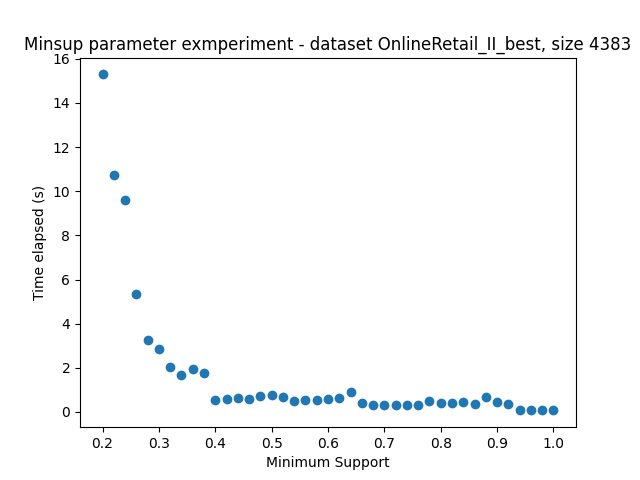 Minsup parameter exmperiment - dataset OnlineRetail_II_best, size 4383
16
14
12
10
8
6
4
2
0
Time elapsed (s)
0.2 0.3 0.4 0.5 0.6 0.7 0.8 0.9 1.0
Minimum Support